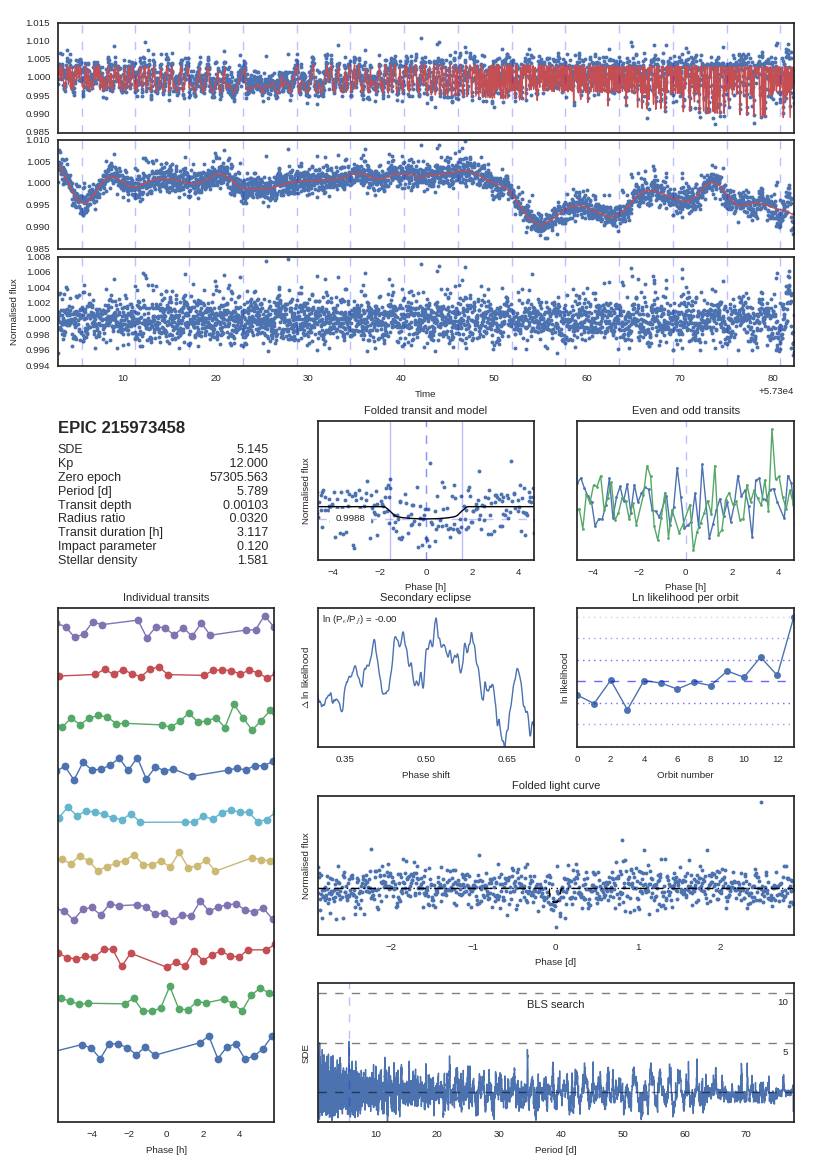 1.015
1.010
1.005
1.000
0.995
0.990
0.985
1.010
1.005
1.000
0.995
0.990
0.985
1.008
1.006
1.004
1.002
1.000
0.998
0.996
0.994
Normalised flux
10 20 30 40 50 60 70 80
Time
+5.73e4
EPIC 215973458
SDE 5.145
Kp 12.000
Zero epoch 57305.563
Period [d] 5.789
Transit depth 0.00103
Radius ratio 0.0320
Transit duration [h] 3.117
Impact parameter 0.120
Stellar density 1.581
Folded transit and model
Normalised flux
0.9988
−4 −2 0 2 4
Phase [h]
Even and odd transits
−4 −2 0 2 4
Phase [h]
Individual transits
−4 −2 0 2 4
Phase [h]
Secondary eclipse
Δ ln likelihood
0.35 0.50 0.65
Phase shift
Ln likelihood per orbit
ln likelihood
0 2 4 6 8 10 12
Orbit number
Folded light curve
Normalised flux
−2 −1 0 1 2
Phase [d]
BLS search
10
5
SDE
10 20 30 40 50 60 70
Period [d]